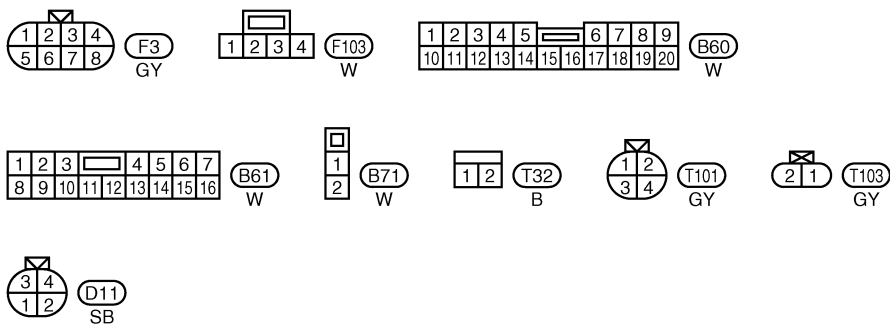 1 2 3 4
5 6 7 8
F3
GY
1 2 3 4
F103
W
1 2 3 4 5 6 7 8 9
10 11 12 13 14 15 16 17 18 19 20
B60
W
1 2 3 4 5 6 7
8 9 10 11 12 13 14 15 16
B61
W
1
2
B71
W
1 2
T32
B
1 2
3 4
T101
GY
2 1
T103
GY
3 4
1 2
D11
SB